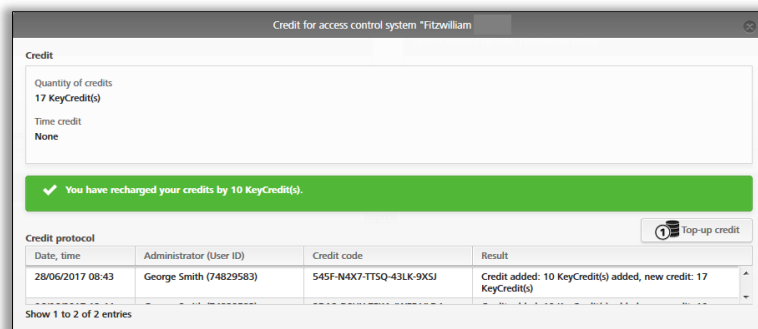 Credit for access control system "Fitzwilliam
Credit
Quantity of credits
17 KeyCredit(s)
Time credit
None
You have recharged your credits by 10 KeyCredit(s).
1 Top-up credit
Credit protocol
Date, time Administrator (User ID) Credit code Result
28/06/2017 08:43 George Smith (74829583) 545F-N4X7-TTSQ-43LK-9XSJ Credit added: 10 KeyCredit(s) added, new credit: 17
KeyCredit(s)
Show 1 to 2 of 2 entries